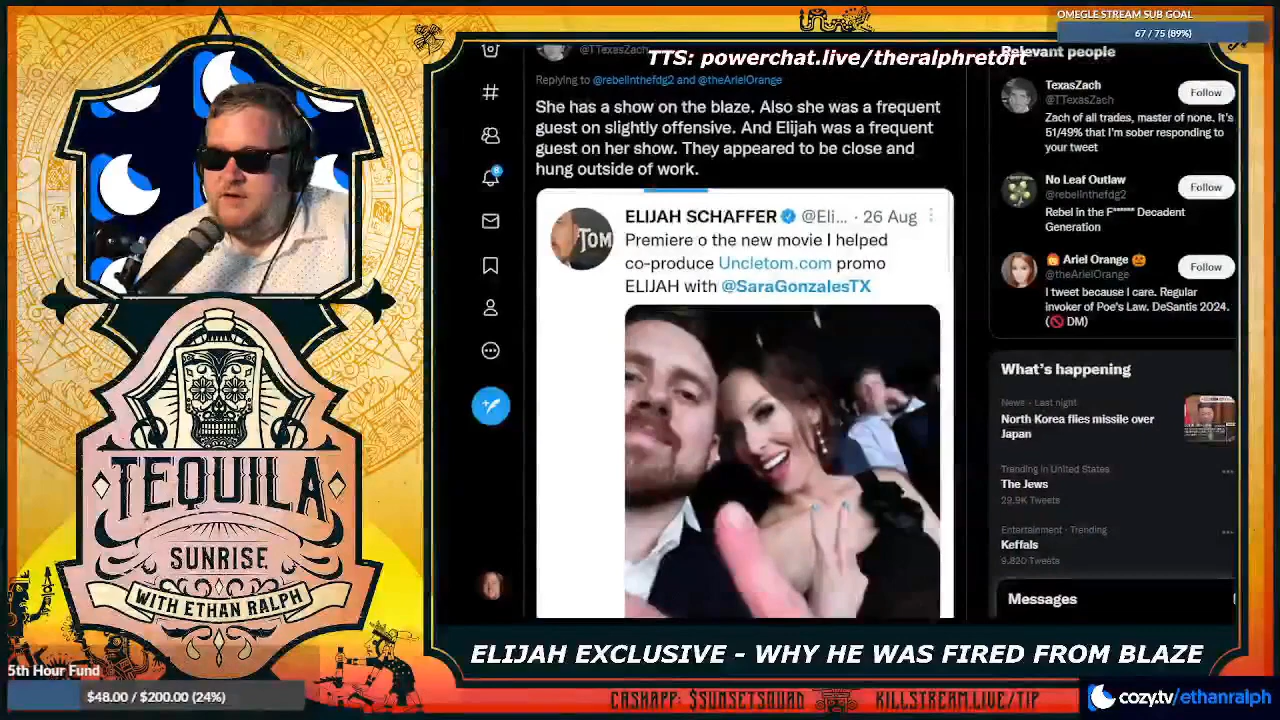 OMEGLE STREAM SUB GOAL
67 / 75 (89%)
TTS: powerchat.live/theralphretort
@TTexasZach
Replying to @rebelinthefdg2 and @theArielOrange
She has a show on the blaze. Also she was a frequent
guest on slightly offensive. And Elijah was a frequent
guest on her show. They appeared to be close and
hung outside of work.
8
TOM
ELIJAH SCHAFFER @Eli... · 26 Aug
Premiere o the new movie I helped
co-produce Uncletom.com promo
ELIJAH with @SaraGonzalesTX
Relevant people
TexasZach
@TTexasZach
Follow
Zach of all trades, master of none. It's
51/49% that I'm sober responding to
your tweet
No Leaf Outlaw
@rebelinthefdg2
Follow
Rebel in the F****** Decadent
Generation
Ariel Orange
@theArielOrange
Follow
I tweet because I care. Regular
invoker of Poe's Law. DeSantis 2024.
(🚫 DM)
What's happening
News · Last night
North Korea flies missile over
Japan
Trending in United States
The Jews
29.9K Tweets
Entertainment · Trending
Keffals
9,820 Tweets
Messages
TEQUILA
SUNRISE
WITH ETHAN RALPH
5th Hour Fund
$48.00 / $200.00 (24%)
ELIJAH EXCLUSIVE - WHY HE WAS FIRED FROM BLAZE
CASHAPP: $SUNSETSQUAD
KILLSTREAM.LIVE/TIP
cozy.tv/ethanralph